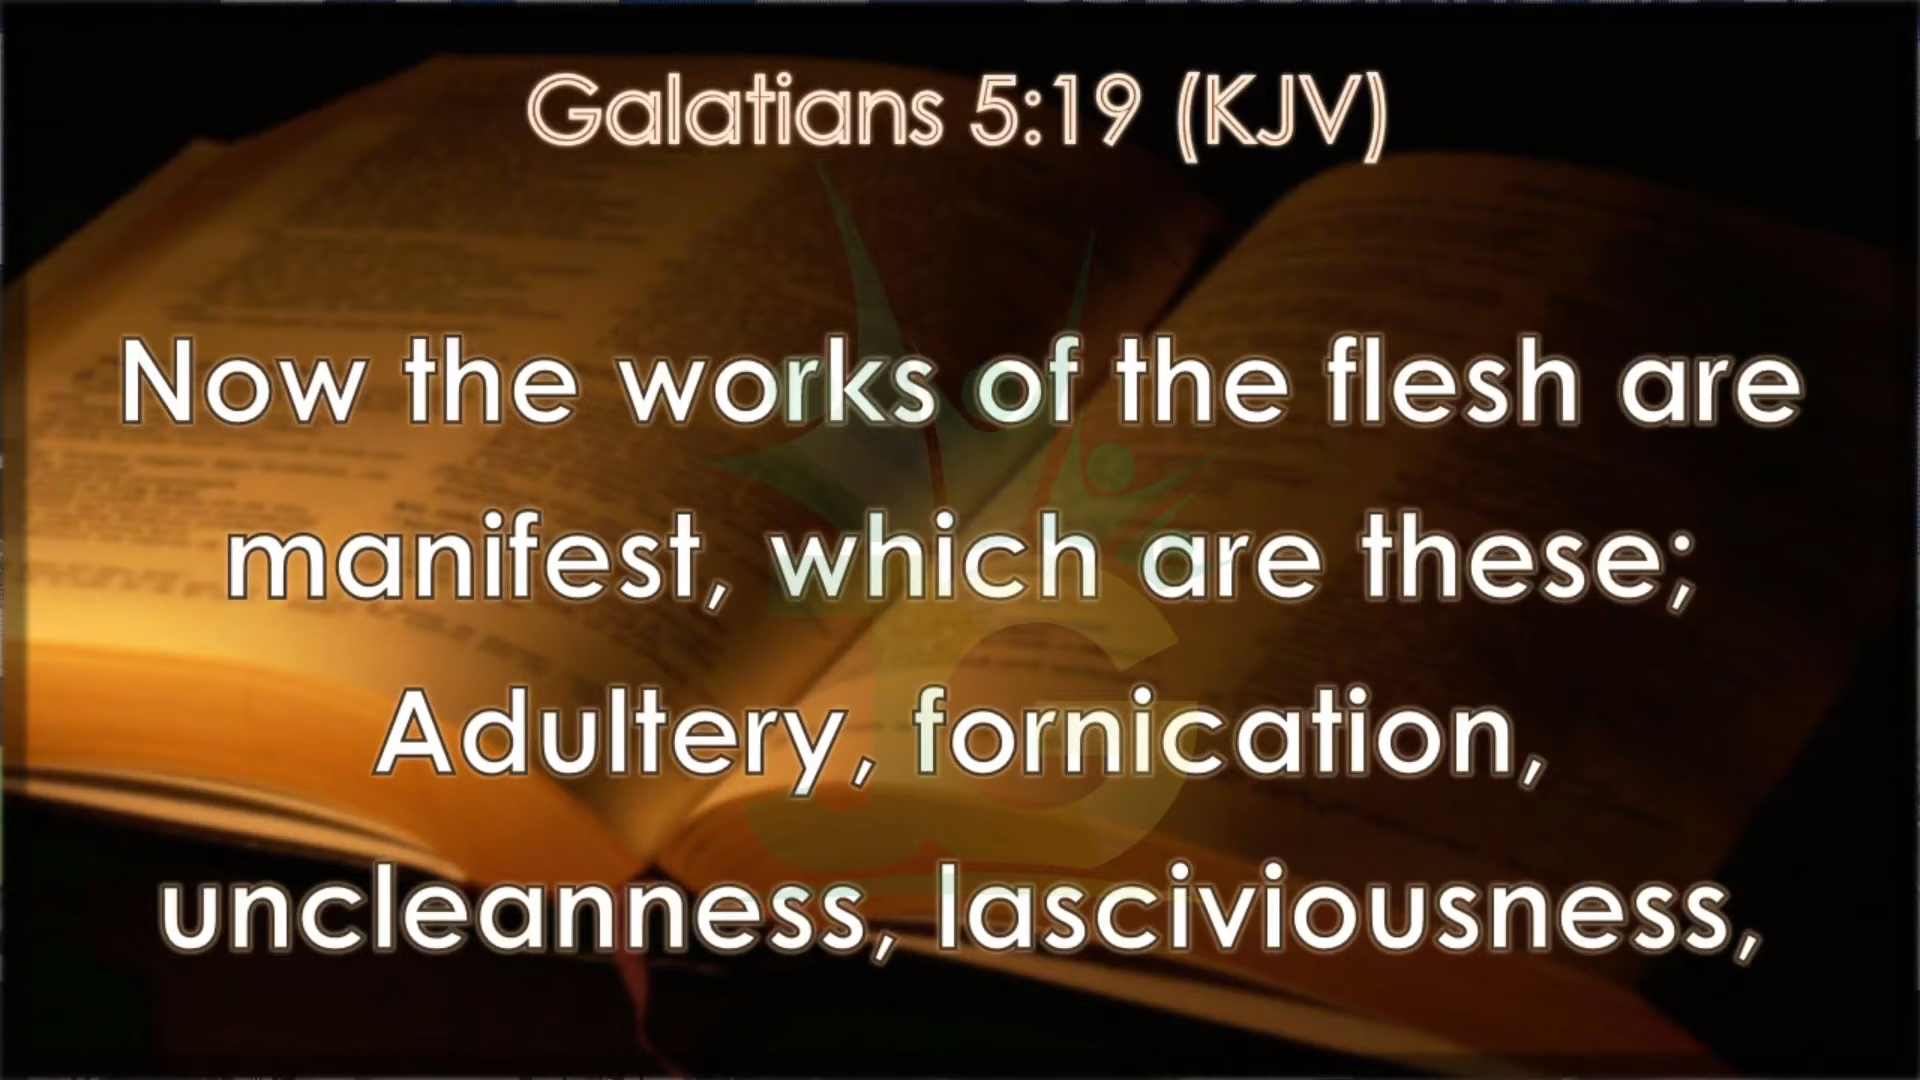 Galatians 5:19 (KJV)
Now the works of the flesh are
manifest, which are these;
Adultery, fornication,
uncleanness, lasciviousness,